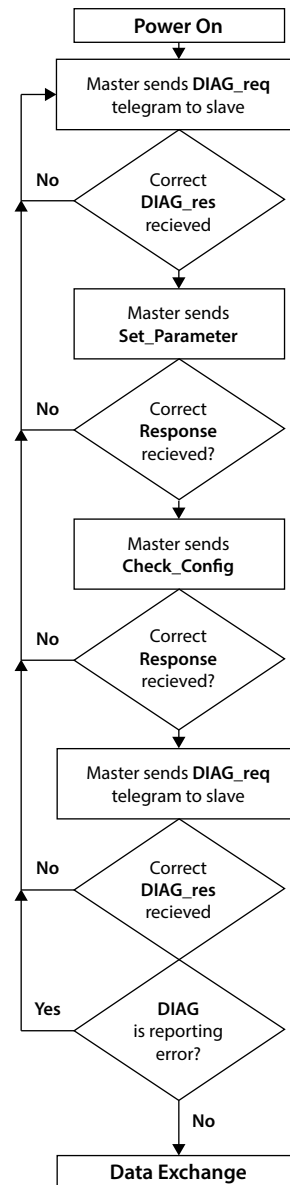 Power On
Master sends DIAG_req
telegram to slave
No
Correct
DIAG_res
recieved
Master sends
Set_Parameter
No
Correct
Response
recieved?
Master sends
Check_Config
No
Correct
Response
recieved?
Master sends DIAG_req
telegram to slave
No
Correct
DIAG_res
recieved
Yes
DIAG
is reporting
error?
No
Data Exchange